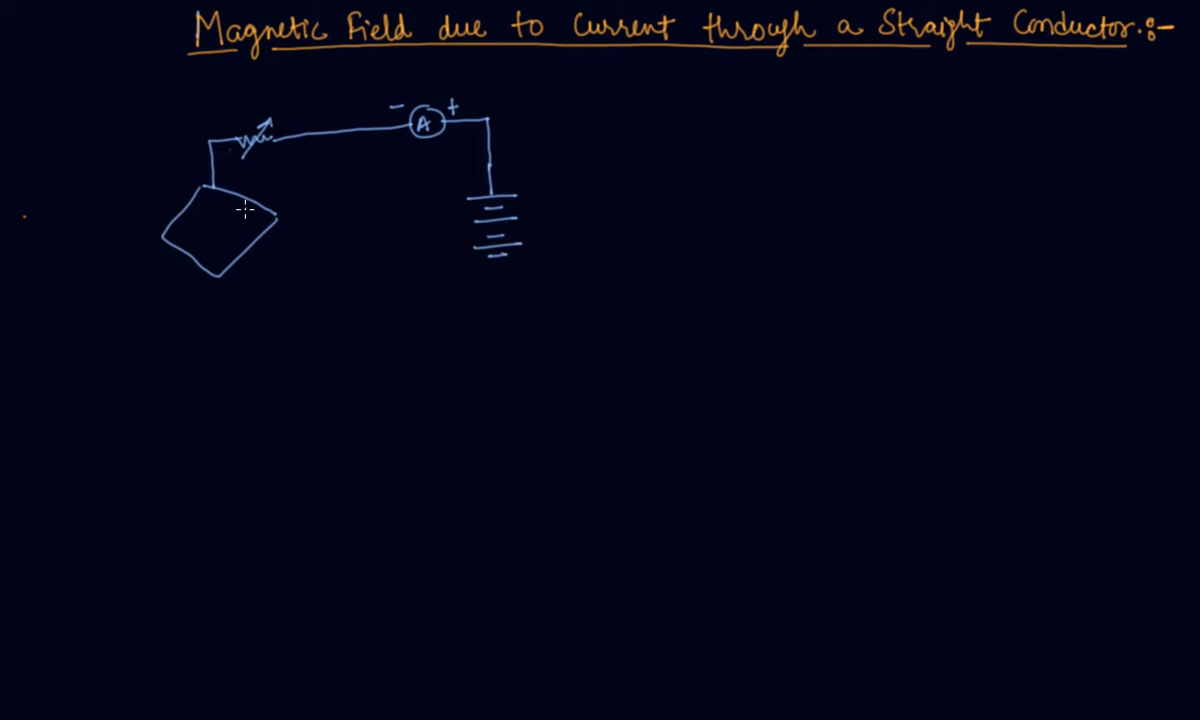 Magnetic Field due to Current through a Straight Conductor.:-
- A +